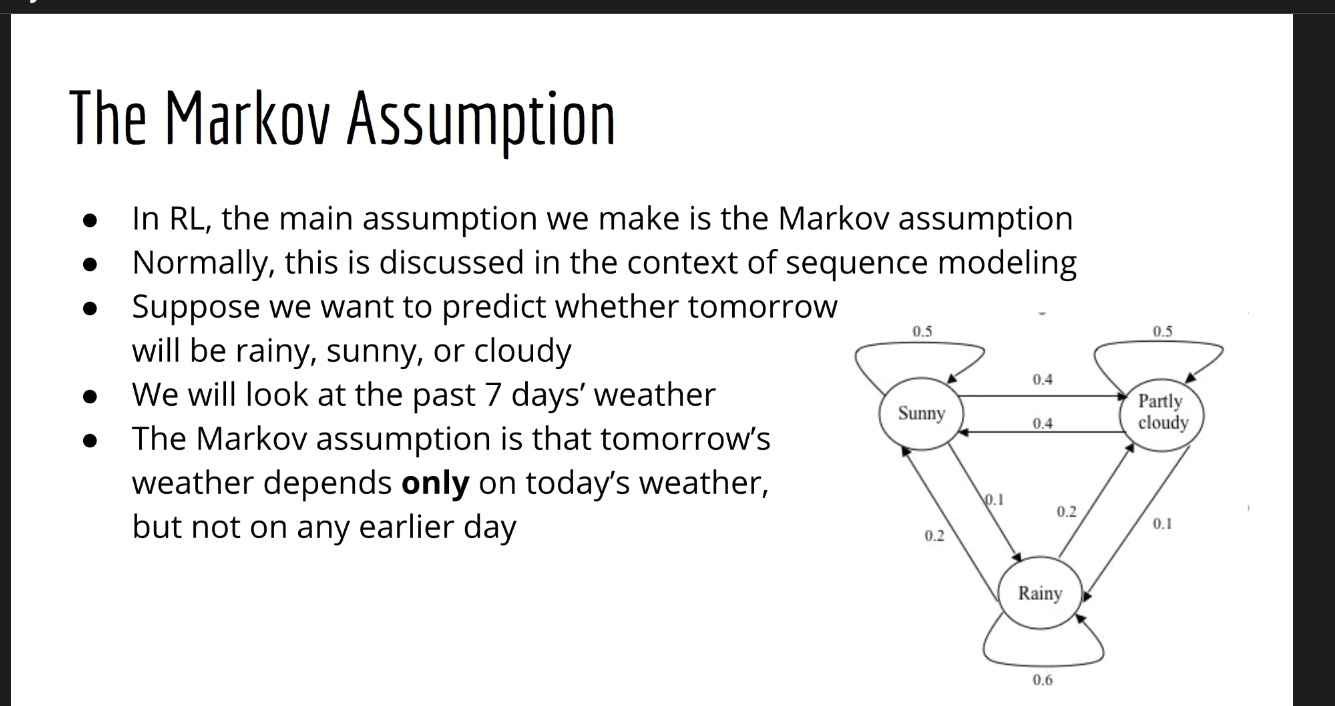 The Markov Assumption
● In RL, the main assumption we make is the Markov assumption
● Normally, this is discussed in the context of sequence modeling
● Suppose we want to predict whether tomorrow
will be rainy, sunny, or cloudy
● We will look at the past 7 days’ weather
● The Markov assumption is that tomorrow’s
weather depends only on today’s weather,
but not on any earlier day
0.5
0.5
0.4
Sunny
Partly
cloudy
0.4
0.1
0.2
0.1
0.2
Rainy
0.6